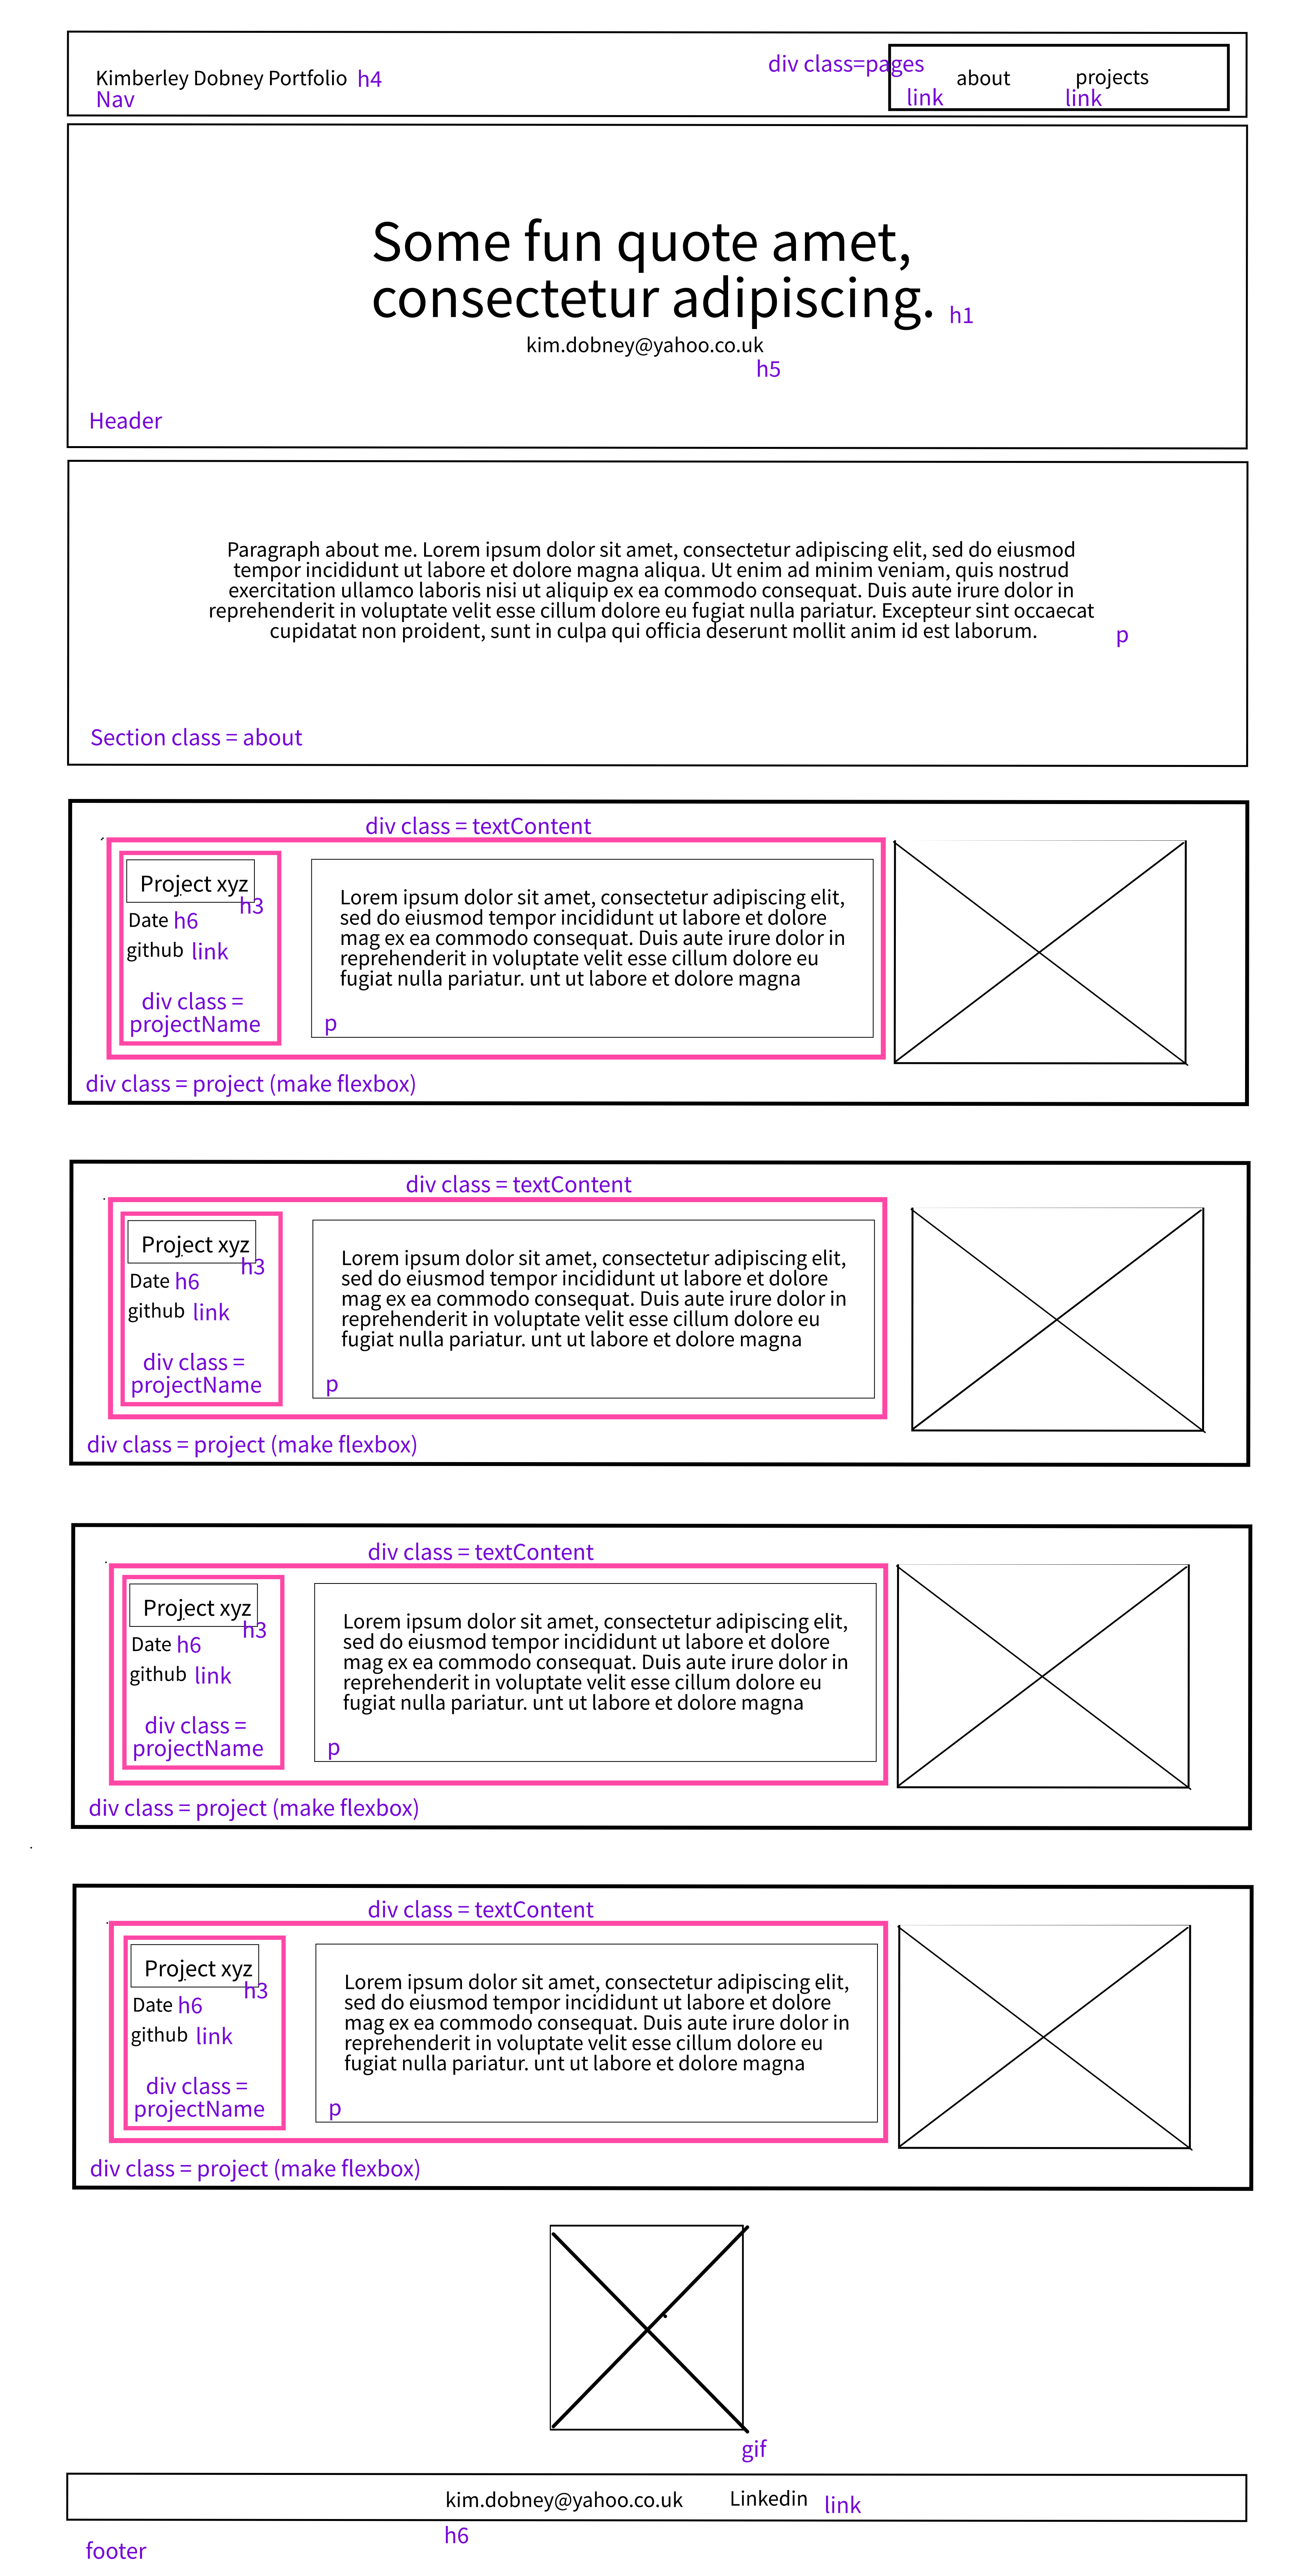 Kimberley Dobney Portfolio h4
Nav
div class=pages
about projects
link link
Some fun quote amet,
consectetur adipiscing. h1
kim.dobney@yahoo.co.uk
h5
Header
Paragraph about me. Lorem ipsum dolor sit amet, consectetur adipiscing elit, sed do eiusmod
tempor incididunt ut labore et dolore magna aliqua. Ut enim ad minim veniam, quis nostrud
exercitation ullamco laboris nisi ut aliquip ex ea commodo consequat. Duis aute irure dolor in
reprehenderit in voluptate velit esse cillum dolore eu fugiat nulla pariatur. Excepteur sint occaecat
cupidatat non proident, sunt in culpa qui officia deserunt mollit anim id est laborum.
p
Section class = about
div class = textContent
Project xyz
h3
Date h6
github link
div class =
projectName
Lorem ipsum dolor sit amet, consectetur adipiscing elit,
sed do eiusmod tempor incididunt ut labore et dolore
mag ex ea commodo consequat. Duis aute irure dolor in
reprehenderit in voluptate velit esse cillum dolore eu
fugiat nulla pariatur. unt ut labore et dolore magna
p
div class = project (make flexbox)
div class = textContent
Project xyz
h3
Date h6
github link
div class =
projectName
Lorem ipsum dolor sit amet, consectetur adipiscing elit,
sed do eiusmod tempor incididunt ut labore et dolore
mag ex ea commodo consequat. Duis aute irure dolor in
reprehenderit in voluptate velit esse cillum dolore eu
fugiat nulla pariatur. unt ut labore et dolore magna
p
div class = project (make flexbox)
div class = textContent
Project xyz
h3
Date h6
github link
div class =
projectName
Lorem ipsum dolor sit amet, consectetur adipiscing elit,
sed do eiusmod tempor incididunt ut labore et dolore
mag ex ea commodo consequat. Duis aute irure dolor in
reprehenderit in voluptate velit esse cillum dolore eu
fugiat nulla pariatur. unt ut labore et dolore magna
p
div class = project (make flexbox)
div class = textContent
Project xyz
h3
Date h6
github link
div class =
projectName
Lorem ipsum dolor sit amet, consectetur adipiscing elit,
sed do eiusmod tempor incididunt ut labore et dolore
mag ex ea commodo consequat. Duis aute irure dolor in
reprehenderit in voluptate velit esse cillum dolore eu
fugiat nulla pariatur. unt ut labore et dolore magna
p
div class = project (make flexbox)
gif
kim.dobney@yahoo.co.uk Linkedin link
h6
footer